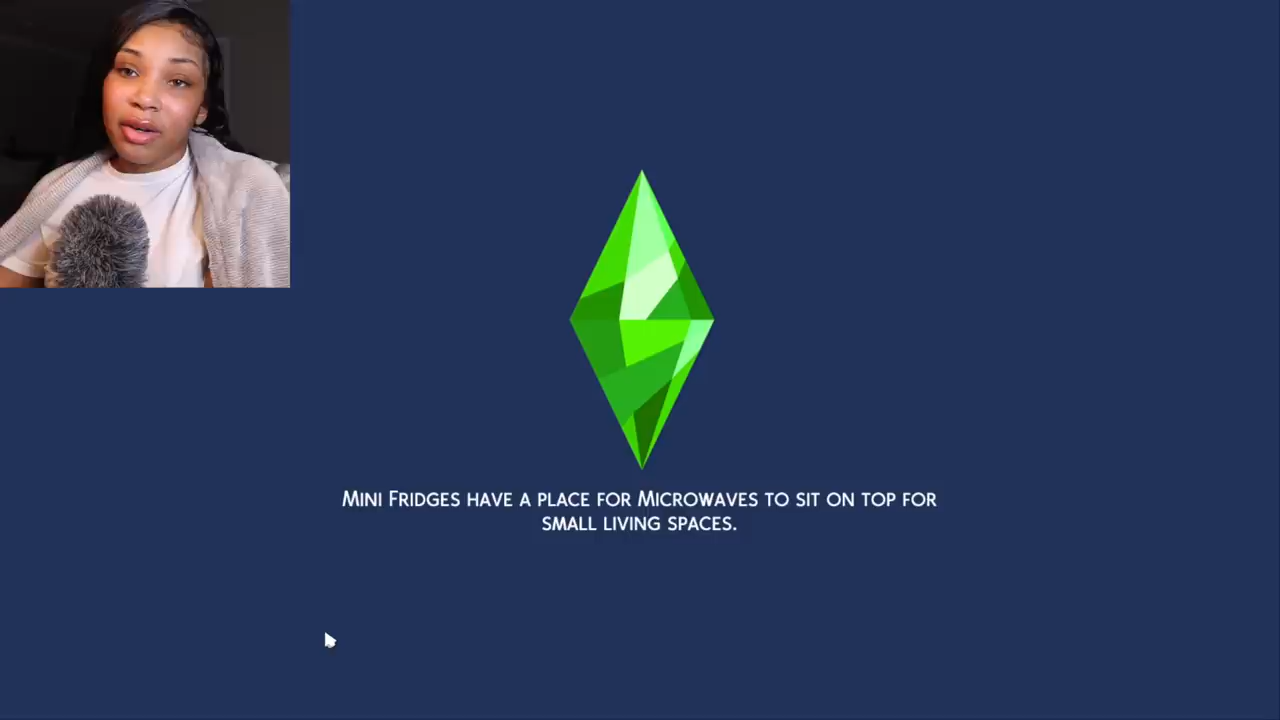 Mini Fridges have a place for Microwaves to sit on top for
small living spaces.